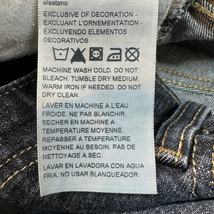 elastano
EXCLUSIVE OF DECORATION -
EXCLUANT L'ORNEMENTATION -
EXCLUYENDO ELEMENTOS
DECORATIVOS
MACHINE WASH COLD. DO NOT
BLEACH. TUMBLE DRY MEDIUM.
WARM IRON IF NEEDED. DO NOT
DRY CLEAN
LAVER EN MACHINE À L'EAU
FROIDE. NE PAS BLANCHIR.
SECHER EN MACHINE A
TEMPERATURE MOYENNE.
REPASSER A TEMPERATURE
MOYENNE AU BESOIN. PAS DE
NETTOYAGE A SEC.
LAVAR EN LAVADORA CON AGUA
FRIA. NO USAR BLANQUEADOR.